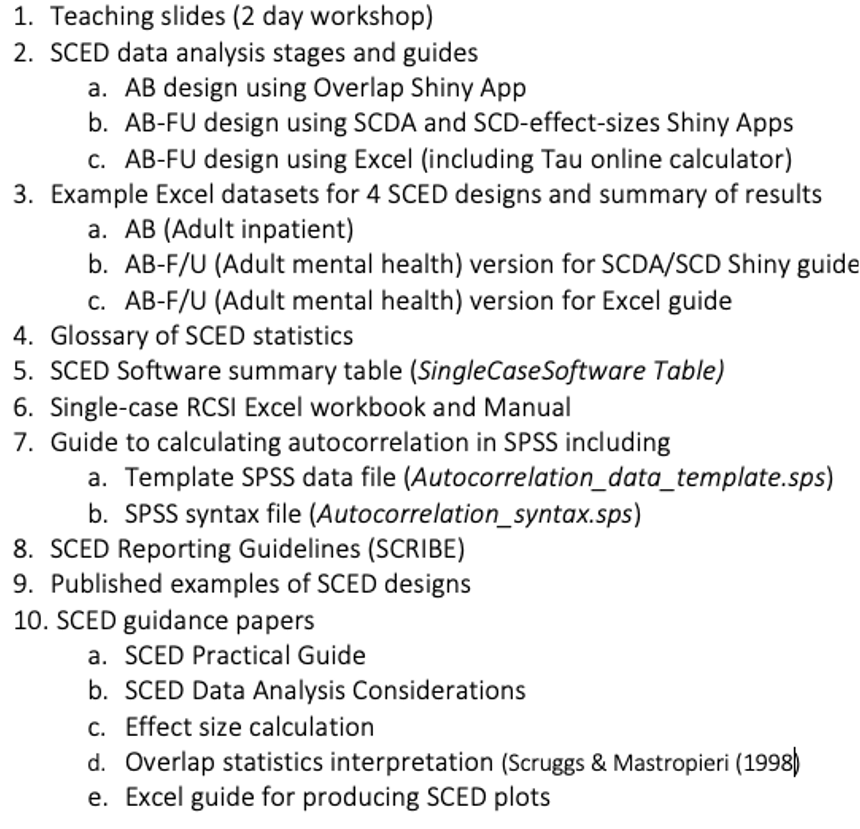 1. Teaching slides (2 day workshop)
2. SCED data analysis stages and guides
a. AB design using Overlap Shiny App
b. AB-FU design using SCDA and SCD-effect-sizes Shiny Apps
c. AB-FU design using Excel (including Tau online calculator)
3. Example Excel datasets for 4 SCED designs and summary of results
a. AB (Adult inpatient)
b. AB-F/U (Adult mental health) version for SCDA/SCD Shiny guide
c. AB-F/U (Adult mental health) version for Excel guide
4. Glossary of SCED statistics
5. SCED Software summary table (SingleCaseSoftware Table)
6. Single-case RCSI Excel workbook and Manual
7. Guide to calculating autocorrelation in SPSS including
a. Template SPSS data file (Autocorrelation_data_template.sps)
b. SPSS syntax file (Autocorrelation_syntax.sps)
8. SCED Reporting Guidelines (SCRIBE)
9. Published examples of SCED designs
10. SCED guidance papers
a. SCED Practical Guide
b. SCED Data Analysis Considerations
c. Effect size calculation
d. Overlap statistics interpretation (Scruggs & Mastropieri (1998)
e. Excel guide for producing SCED plots